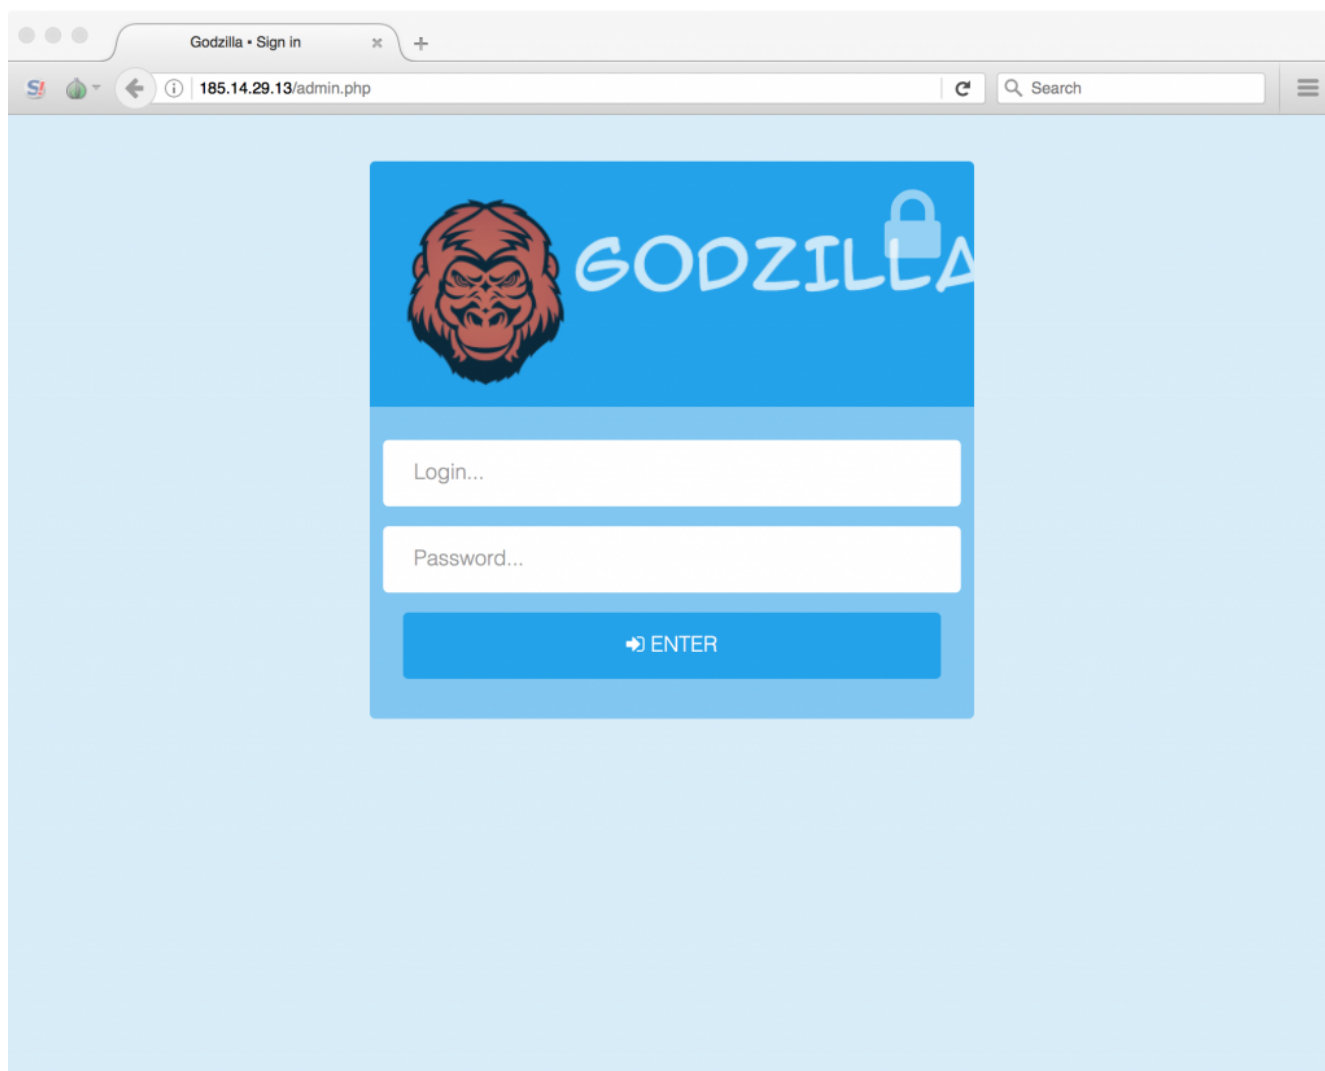 Godzilla • Sign in
S!
185.14.29.13/admin.php
Search
GODZILLA
Login...
Password...
ENTER